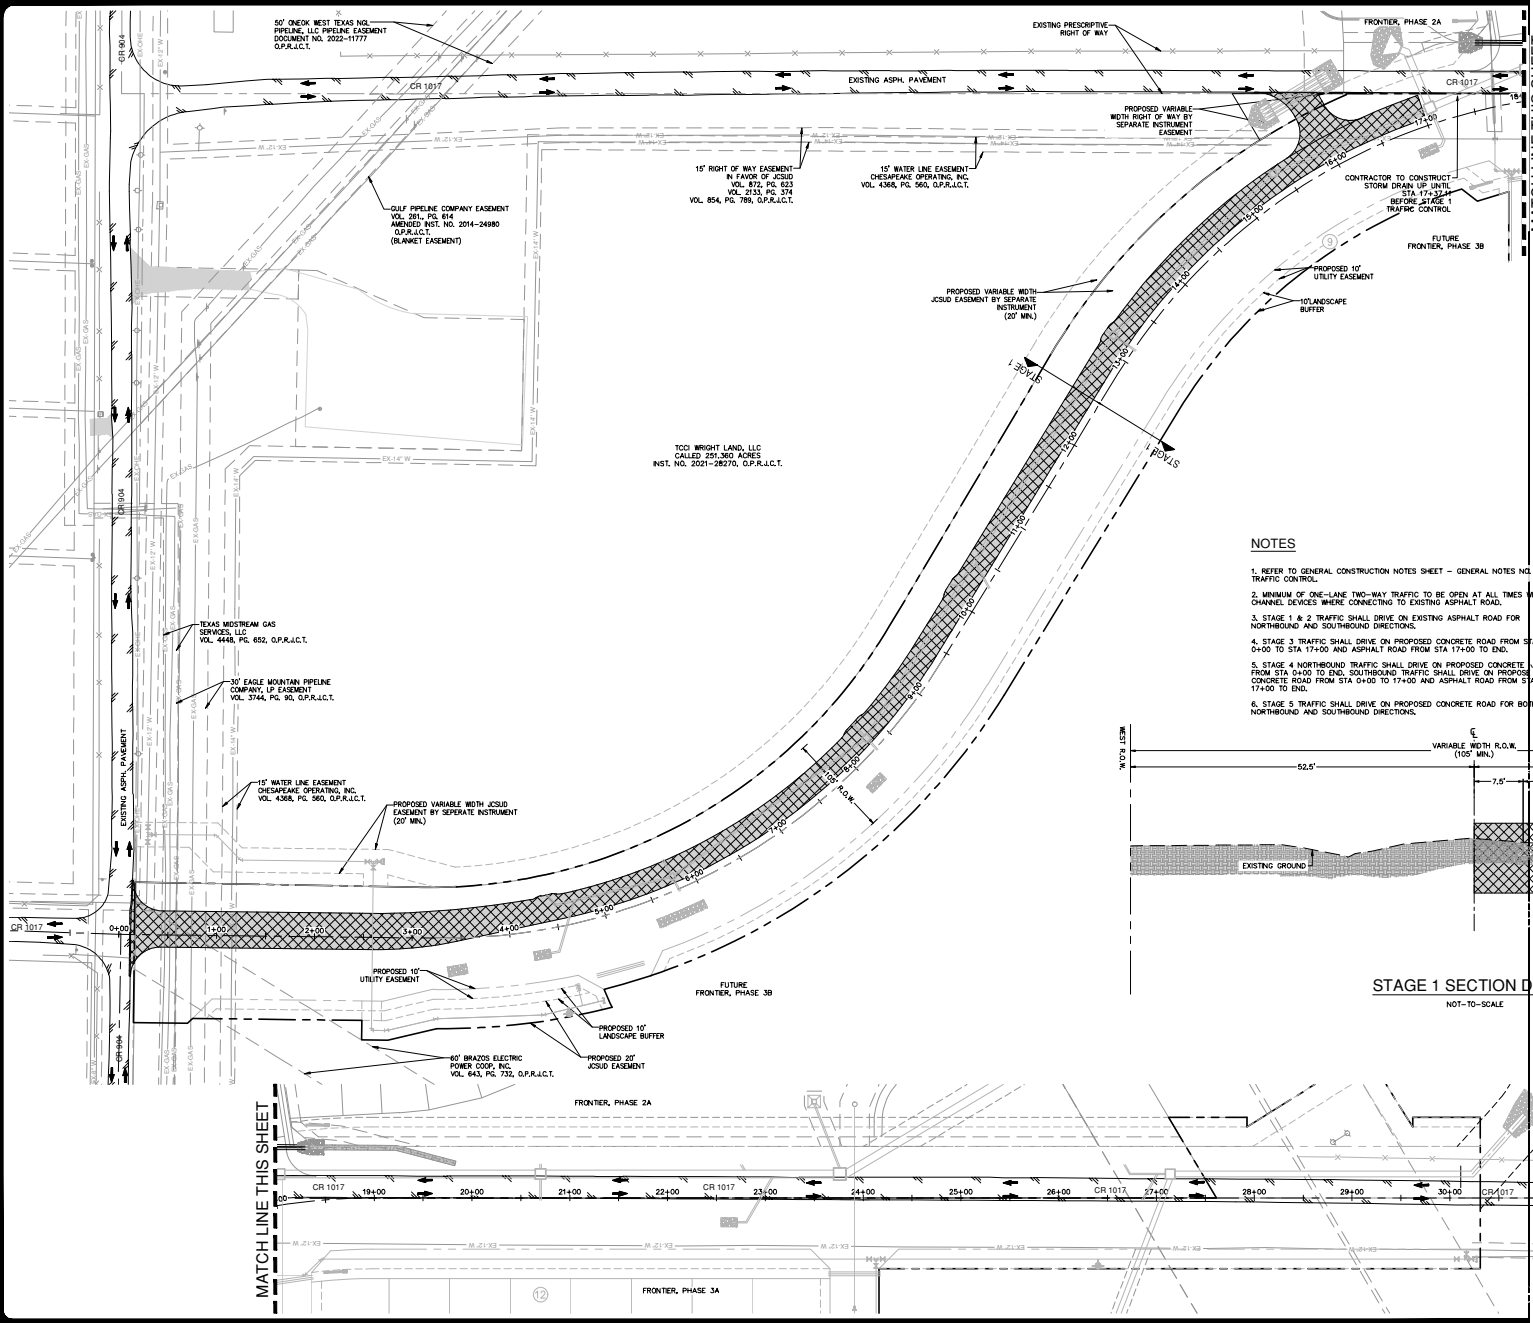 50' ONEOK WEST TEXAS NGL
PIPELINE, LLC PIPELINE EASEMENT
DOCUMENT NO. 2022-11777
O.P.R.J.C.T.
EXISTING PRESCRIPTIVE
RIGHT OF WAY
FRONTIER, PHASE 2A
CR 904
CR 1017
EXISTING ASPH. PAVEMENT
CR 1017
CR 1017
PROPOSED VARIABLE
WIDTH RIGHT OF WAY BY
SEPARATE INSTRUMENT
EASEMENT
17+00
16+00
15+00
14+00
13+00
12+00
11+00
10+00
9+00
8+00
7+00
6+00
5+00
4+00
3+00
2+00
1+00
0+00
15' RIGHT OF WAY EASEMENT
IN FAVOR OF JCSUD
VOL. 872, PG. 623
VOL. 2133, PG. 374
VOL. 854, PG. 789, O.P.R.J.C.T.
15' WATER LINE EASEMENT
CHESAPEAKE OPERATING, INC.
VOL. 4368, PG. 560, O.P.R.J.C.T.
CONTRACTOR TO CONSTRUCT
STORM DRAIN UP UNTIL
STA 17+37.41
BEFORE STAGE 1
TRAFFIC CONTROL
GULF PIPELINE COMPANY EASEMENT
VOL. 261., PG. 614
AMENDED INST. NO. 2014-24980
O.P.R.J.C.T.
(BLANKET EASEMENT)
9
FUTURE
FRONTIER, PHASE 3B
PROPOSED 10'
UTILITY EASEMENT
10'LANDSCAPE
BUFFER
PROPOSED VARIABLE WIDTH
JCSUD EASEMENT BY SEPARATE
INSTRUMENT
(20' MIN.)
STAGE 1
STAGE
TCCI WRIGHT LAND, LLC
CALLED 251.360 ACRES
INST. NO. 2021-28270, O.P.R.J.C.T.
EX-14" W
CR 904
NOTES
1. REFER TO GENERAL CONSTRUCTION NOTES SHEET - GENERAL NOTES NO.
TRAFFIC CONTROL.
2. MINIMUM OF ONE-LANE TWO-WAY TRAFFIC TO BE OPEN AT ALL TIMES
CHANNEL DEVICES WHERE CONNECTING TO EXISTING ASPHALT ROAD.
3. STAGE 1 & 2 TRAFFIC SHALL DRIVE ON EXISTING ASPHALT ROAD FOR
NORTHBOUND AND SOUTHBOUND DIRECTIONS.
4. STAGE 3 TRAFFIC SHALL DRIVE ON PROPOSED CONCRETE ROAD FROM
0+00 TO STA 17+00 AND ASPHALT ROAD FROM STA 17+00 TO END.
5. STAGE 4 NORTHBOUND TRAFFIC SHALL DRIVE ON PROPOSED CONCRETE
FROM STA 0+00 TO END. SOUTHBOUND TRAFFIC SHALL DRIVE ON
CONCRETE ROAD FROM STA 0+00 TO 17+00 AND ASPHALT ROAD FROM
17+00 TO END.
6. STAGE 5 TRAFFIC SHALL DRIVE ON PROPOSED CONCRETE ROAD FOR
NORTHBOUND AND SOUTHBOUND DIRECTIONS.
TEXAS MIDSTREAM GAS
SERVICES, LLC
VOL. 4448, PG. 652, O.P.R.J.C.T.
30' EAGLE MOUNTAIN PIPELINE
COMPANY, LP EASEMENT
VOL. 3744, PG. 90, O.P.R.J.C.T.
EXISTING ASPH. PAVEMENT
15' WATER LINE EASEMENT
CHESAPEAKE OPERATING, INC.
VOL. 4368, PG. 560, O.P.R.J.C.T.
PROPOSED VARIABLE WIDTH JCSUD
EASEMENT BY SEPERATE INSTRUMENT
(20' MIN.)
105' R.O.W.
WEST R.O.W.
VARIABLE WIDTH R.O.W.
(105' MIN.)
52.5'
7.5'
EXISTING GROUND
STAGE 1 SECTION
NOT-TO-SCALE
CR 1017
PROPOSED 10'
UTILITY EASEMENT
FUTURE
FRONTIER, PHASE 3B
PROPOSED 10'
LANDSCAPE BUFFER
PROPOSED 20'
JCSUD EASEMENT
60' BRAZOS ELECTRIC
POWER COOP, INC.
VOL. 643, PG. 732, O.P.R.J.C.T.
CR 904
MATCH LINE THIS SHEET
FRONTIER, PHASE 2A
CR 1017
19+00
20+00
21+00
22+00
CR 1017
23+00
24+00
25+00
26+00
CR 1017
27+00
28+00
29+00
30+00
CR 1017
12
FRONTIER, PHASE 3A